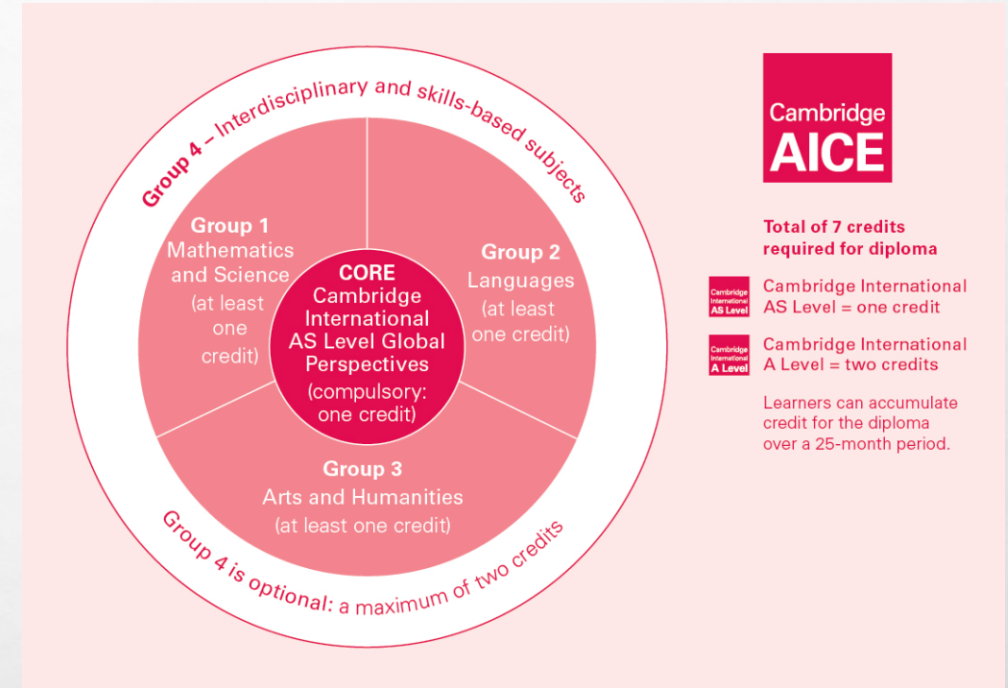 Group 4 – Interdisciplinary and skills-based subjects
Group 1
Mathematics
and Science
(at least
one
credit)
Group 2
Languages
(at least
one credit)
CORE
Cambridge
International
AS Level Global
Perspectives
(compulsory:
one credit)
Group 3
Arts and Humanities
(at least one credit)
Group 4 is optional: a maximum of two credits
Cambridge
AICE
Total of 7 credits
required for diploma
Cambridge
International
AS Level
Cambridge International
AS Level = one credit
Cambridge
International
A Level
Cambridge International
A Level = two credits
Learners can accumulate
credit for the diploma
over a 25-month period.